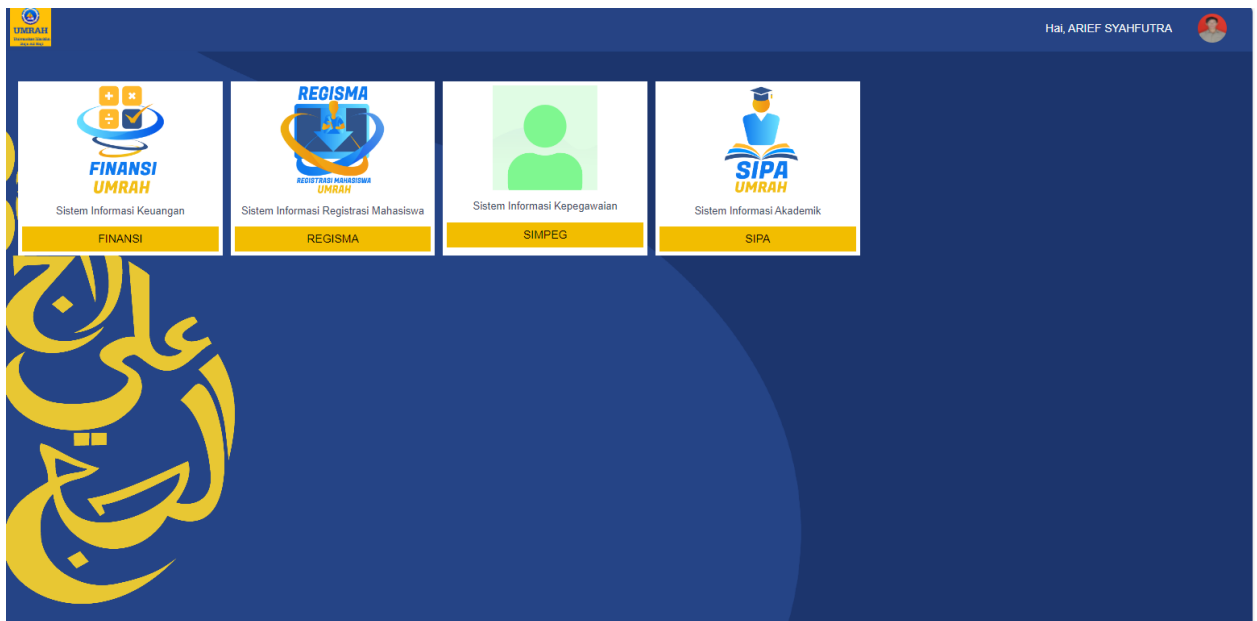 UMRAH
Hai, ARIEF SYAHFUTRA
FINANSI
UMRAH
Sistem Informasi Keuangan
FINANSI
REGISMA
REGISTRASI MAHASISWA
UMRAH
Sistem Informasi Registrasi Mahasiswa
REGISMA
Sistem Informasi Kepegawaian
SIMPEG
SIPA
UMRAH
Sistem Informasi Akademik
SIPA